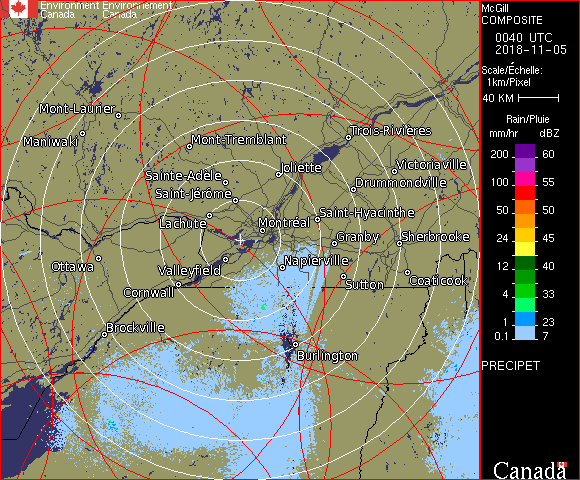 Environment Environnement
Canada Canada
McGill
COMPOSITE
0040 UTC
2018-11-05
Scale/Échelle:
1km/Pixel
40 KM
Rain/Pluie
mm/hr dBZ
200 60
100 55
50 50
24 45
12 40
4 33
1 23
0.1 7
PRECIPET
Canada
Mont-Laurier
Maniwaki
Mont-Tremblant
Trois-Rivières
Joliette
Victoriaville
Sainte-Adèle
Drummondville
Saint-Jérôme
Saint-Hyacinthe
Lachute
Montréal
Granby
Sherbrooke
Ottawa
Valleyfield
Napierville
Cornwall
Sutton
Coaticook
Brockville
Burlington